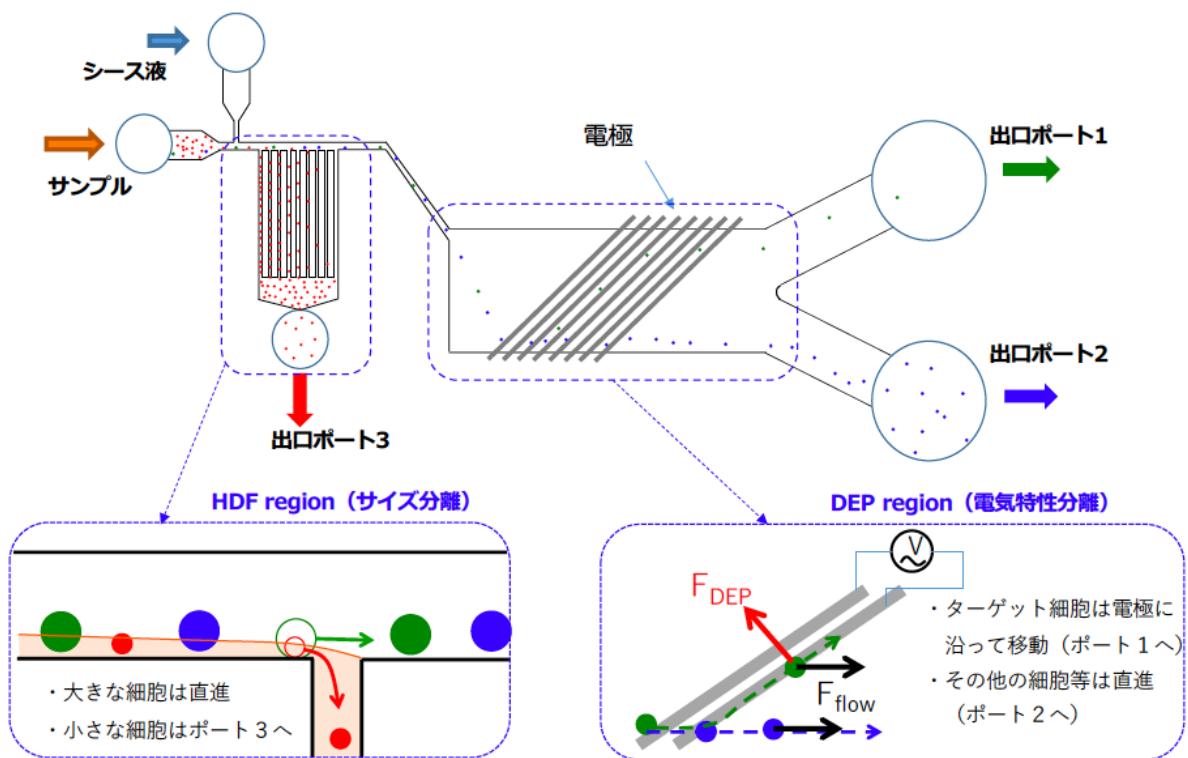 シース液
サンプル
電極
出口ポート1
出口ポート2
出口ポート3
HDF region（サイズ分離）
・大きな細胞は直進
・小さな細胞はポート３へ
DEP region（電気特性分離）
V
F_DEP
F_flow
・ターゲット細胞は電極に
沿って移動（ポート１へ）
・その他の細胞等は直進
（ポート２へ）